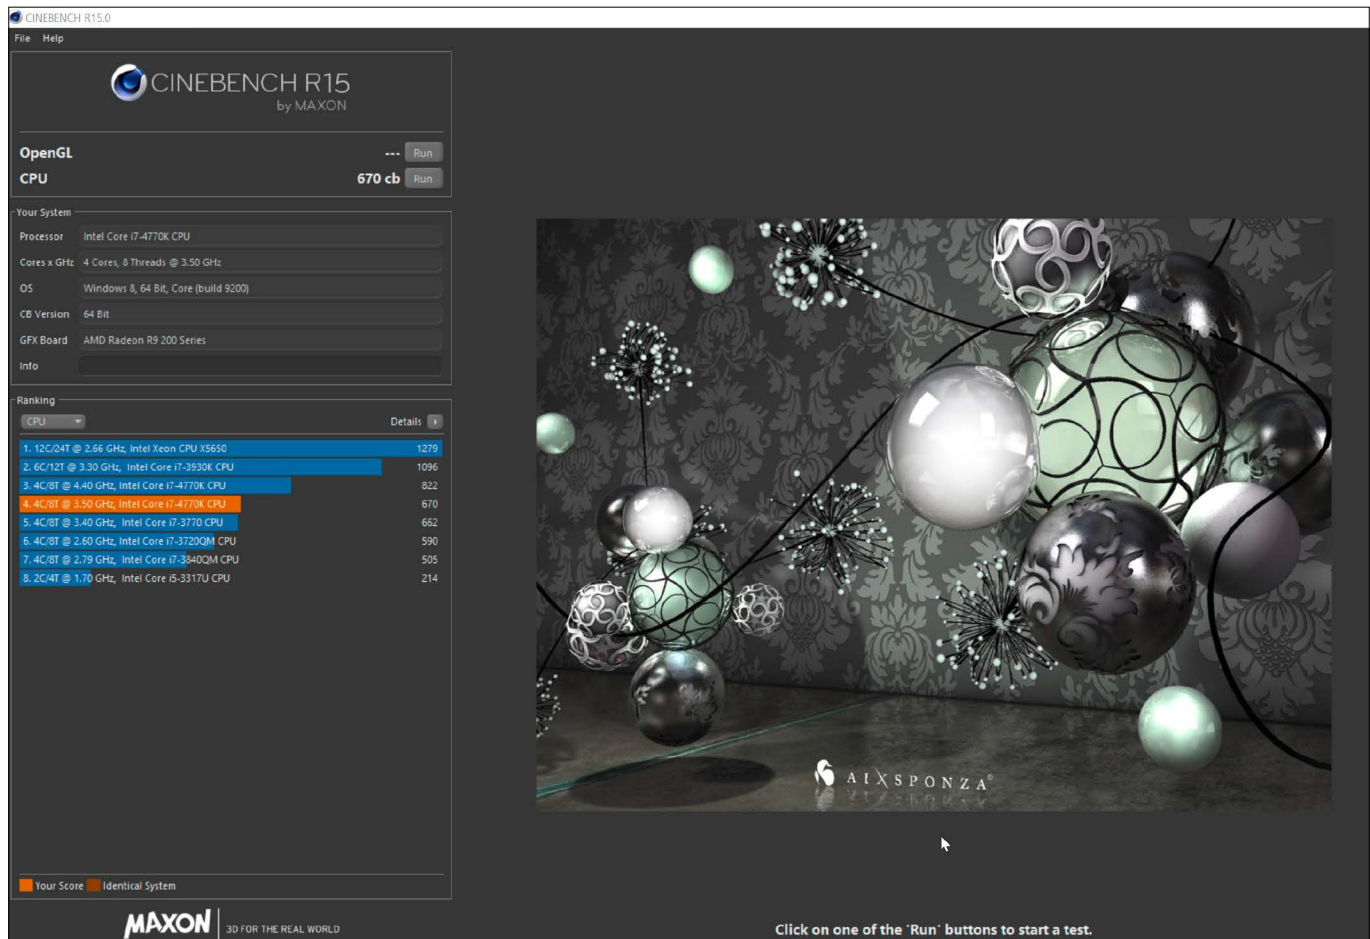 CINEBENCH R15.0
File Help
CINEBENCH R15
by MAXON
OpenGL --- Run
CPU 670 cb Run
Your System
Processor Intel Core i7-4770K CPU
Cores x GHz 4 Cores, 8 Threads @ 3.50 GHz
OS Windows 8, 64 Bit, Core (build 9200)
CB Version 64 Bit
GFX Board AMD Radeon R9 200 Series
Info
Ranking
CPU Details
1. 12C/24T @ 2.66 GHz, Intel Xeon CPU X5650 1279
2. 6C/12T @ 3.30 GHz, Intel Core i7-3930K CPU 1096
3. 4C/8T @ 4.40 GHz, Intel Core i7-4770K CPU 822
4. 4C/8T @ 3.50 GHz, Intel Core i7-4770K CPU 670
5. 4C/8T @ 3.40 GHz, Intel Core i7-3770 CPU 662
6. 4C/8T @ 2.60 GHz, Intel Core i7-3720QM CPU 590
7. 4C/8T @ 2.79 GHz, Intel Core i7-3840QM CPU 505
8. 2C/4T @ 1.70 GHz, Intel Core i5-3317U CPU 214
AIXSPONZA®
Your Score Identical System
MAXON 3D FOR THE REAL WORLD
Click on one of the 'Run' buttons to start a test.